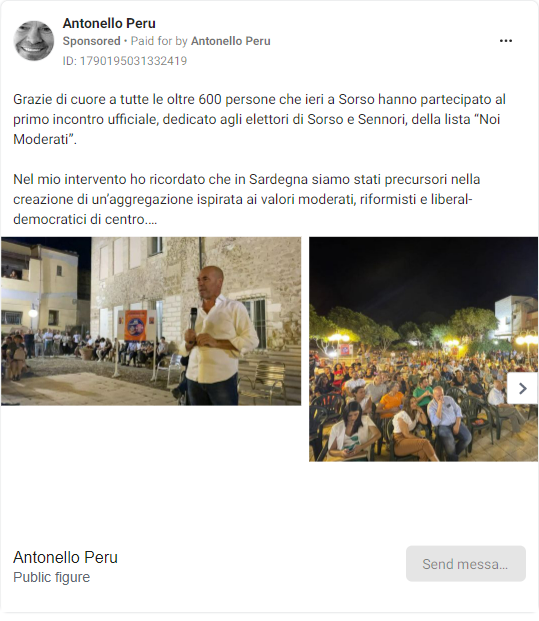 Antonello Peru
Sponsored • Paid for by Antonello Peru
ID: 1790195031332419
Grazie di cuore a tutte le oltre 600 persone che ieri a Sorso hanno partecipato al
primo incontro ufficiale, dedicato agli elettori di Sorso e Sennori, della lista “Noi
Moderati”.
Nel mio intervento ho ricordato che in Sardegna siamo stati precursori nella
creazione di un’aggregazione ispirata ai valori moderati, riformisti e liberal-
democratici di centro....
Antonello Peru
Public figure
Send messa...